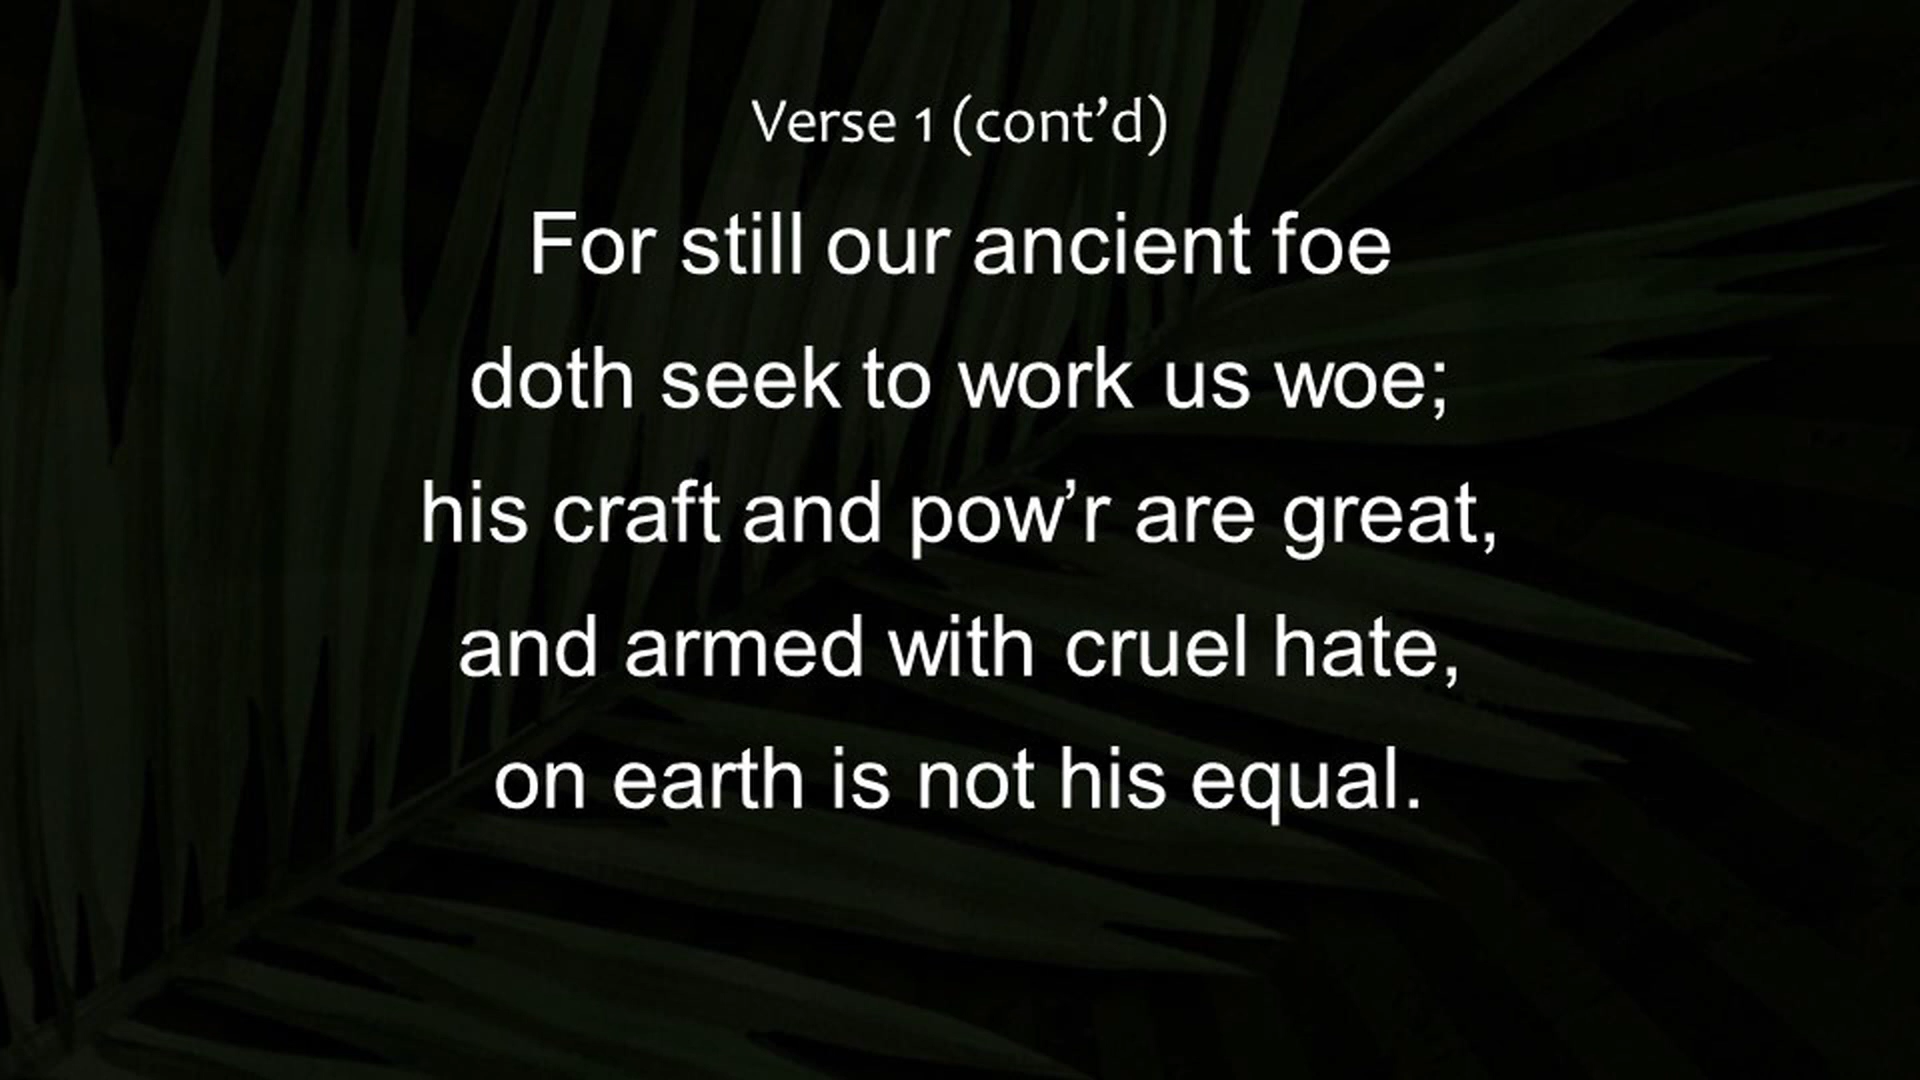 Verse 1 (cont’d)
For still our ancient foe
doth seek to work us woe;
his craft and pow’r are great,
and armed with cruel hate,
on earth is not his equal.